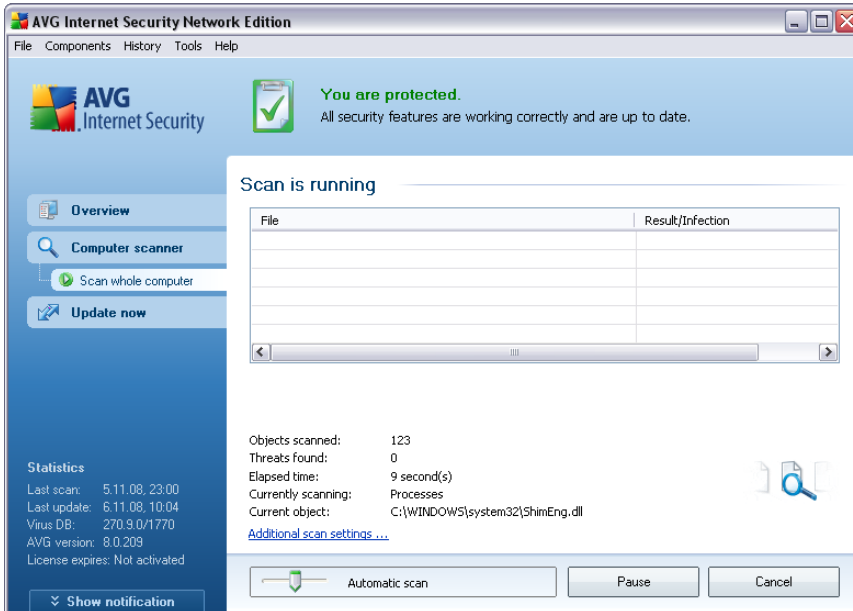 AVG Internet Security Network Edition
File Components History Tools Help
AVG
Internet Security
You are protected.
All security features are working correctly and are up to date.
Overview
Computer scanner
Scan whole computer
Update now
Statistics
Last scan: 5.11.08, 23:00
Last update: 6.11.08, 10:04
Virus DB: 270.9.0/1770
AVG version: 8.0.209
License expires: Not activated
Show notification
Scan is running
File Result/Infection
Objects scanned: 123
Threats found: 0
Elapsed time: 9 second(s)
Currently scanning: Processes
Current object: C:\WINDOWS\system32\ShimEng.dll
Additional scan settings ...
Automatic scan
Pause
Cancel